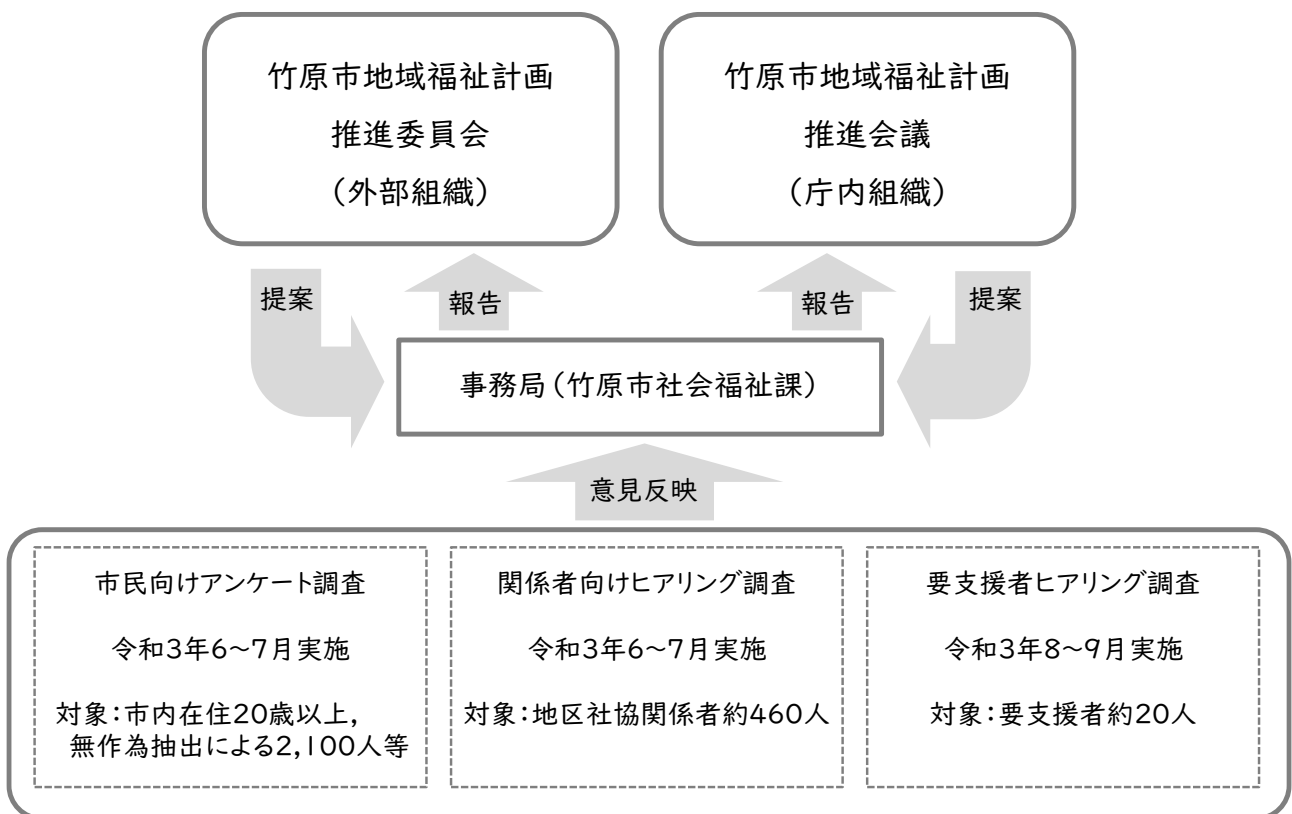 竹原市地域福祉計画
推進委員会
（外部組織）
竹原市地域福祉計画
推進会議
（庁内組織）
提案
報告
報告
提案
事務局（竹原市社会福祉課）
意見反映
市民向けアンケート調査
令和3年6～7月実施
対象：市内在住20歳以上，
無作為抽出による2,100人等
関係者向けヒアリング調査
令和3年6～7月実施
対象：地区社協関係者約460人
要支援者ヒアリング調査
令和3年8～9月実施
対象：要支援者約20人